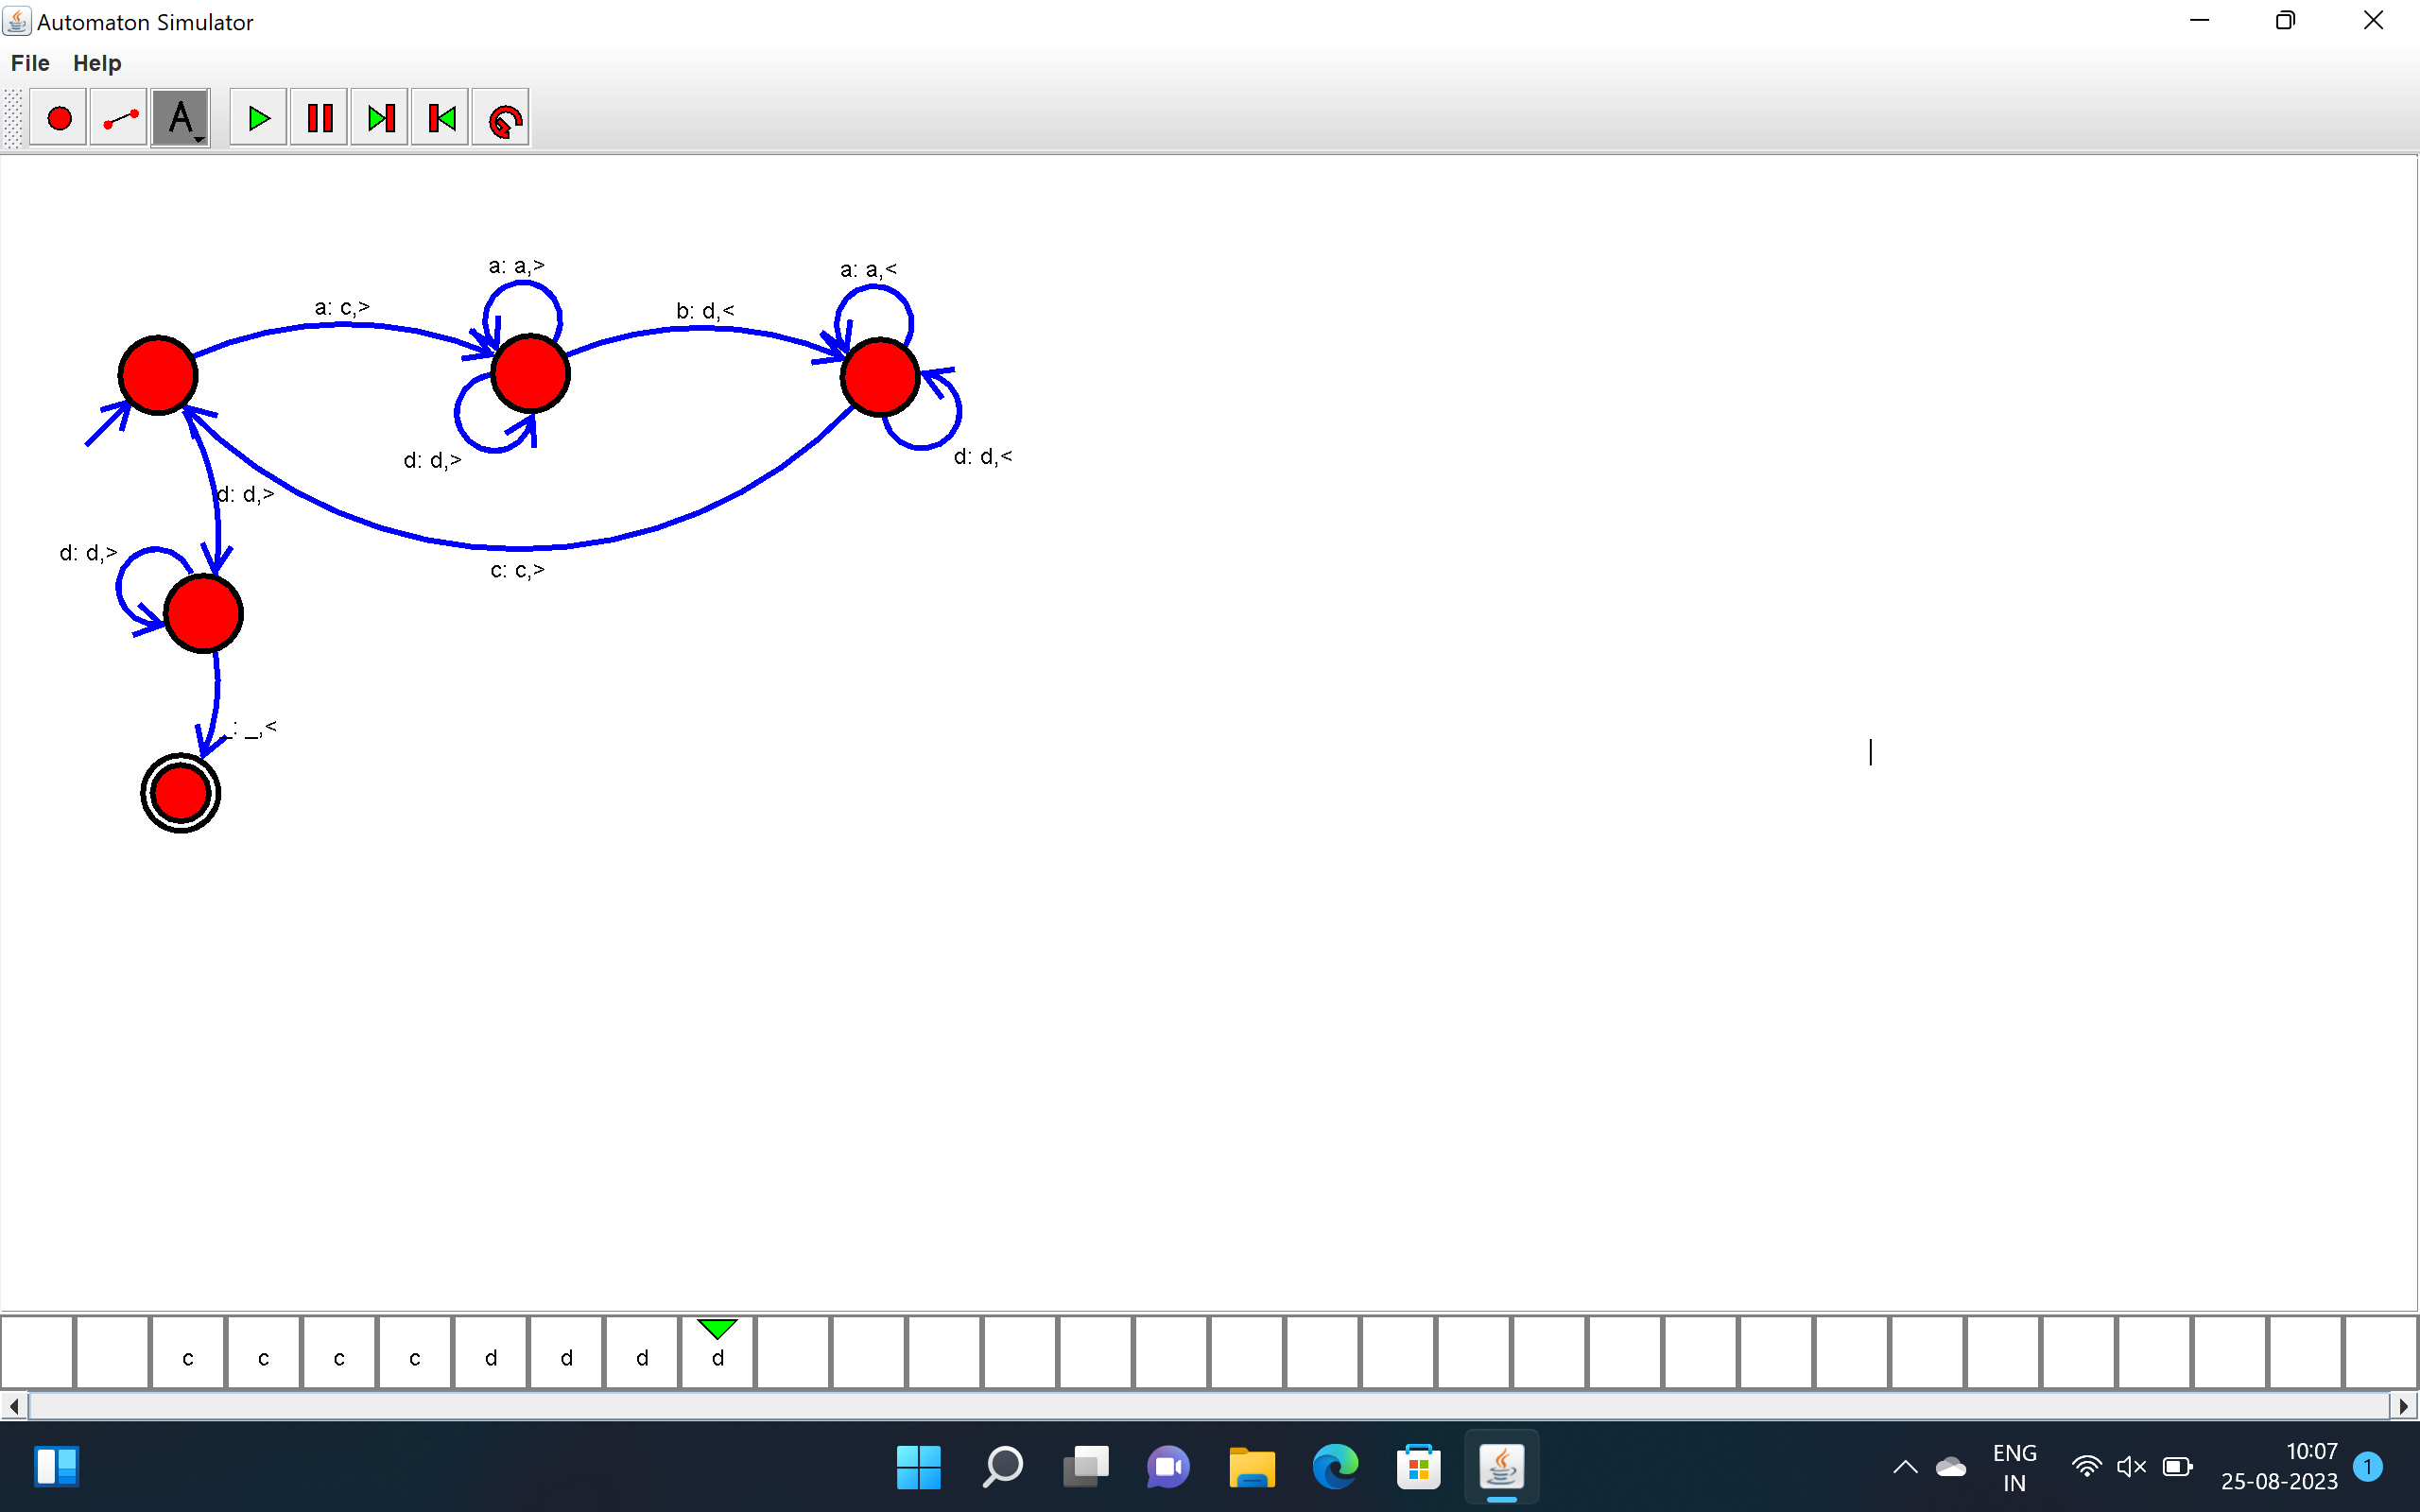 Automaton Simulator
File Help
A
a: a,>
a: a,<
a: c,>
b: d,<
d: d,>
d: d,<
d: d,>
d: d,>
c: c,>
_: _,<
c c c c d d d d
ENG
IN
10:07
25-08-2023
1